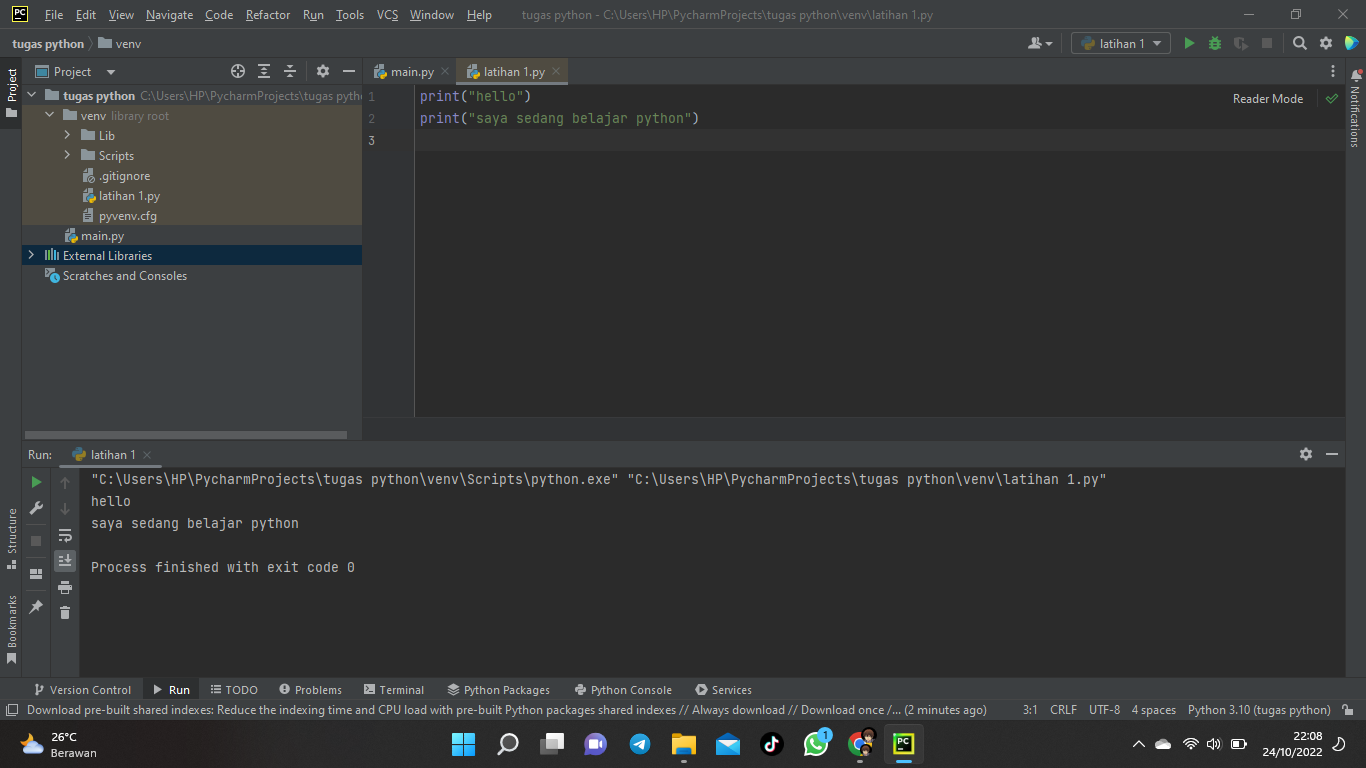 PC File Edit View Navigate Code Refactor Run Tools VCS Window Help tugas python - C:\Users\HP\PycharmProjects\tugas python\venv\latihan 1.py
tugas python venv latihan 1
Project
Project
main.py latihan 1.py
tugas python C:\Users\HP\PycharmProjects\tugas pyth
venv library root
Lib
Scripts
.gitignore
latihan 1.py
pyvenv.cfg
main.py
External Libraries
Scratches and Consoles
1 print("hello")
2 print("saya sedang belajar python")
3
Reader Mode
Notifications
Run: latihan 1
"C:\Users\HP\PycharmProjects\tugas python\venv\Scripts\python.exe" "C:\Users\HP\PycharmProjects\tugas python\venv\latihan 1.py"
hello
saya sedang belajar python
Process finished with exit code 0
Structure
Bookmarks
Version Control Run TODO Problems Terminal Python Packages Python Console Services
Download pre-built shared indexes: Reduce the indexing time and CPU load with pre-built Python packages shared indexes // Always download // Download once /... (2 minutes ago) 3:1 CRLF UTF-8 4 spaces Python 3.10 (tugas python)
26°C
Berawan
1
PC
22:08
24/10/2022